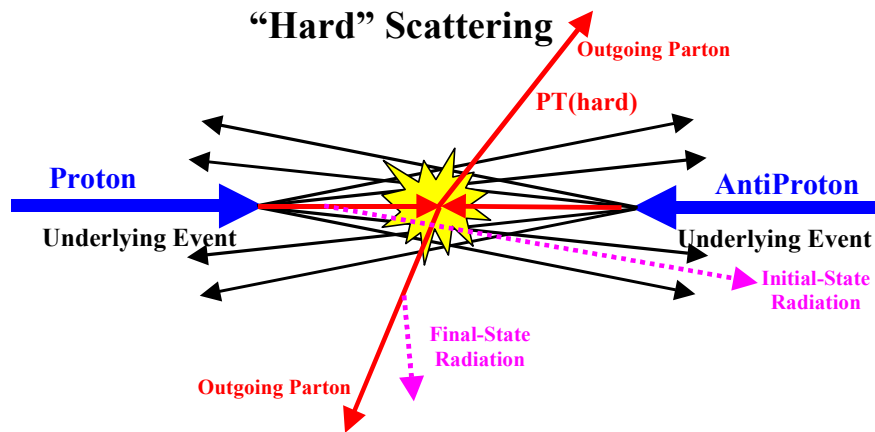 “Hard” Scattering
Outgoing Parton
PT(hard)
Proton
AntiProton
Underlying Event
Underlying Event
Initial-State
Radiation
Final-State
Radiation
Outgoing Parton